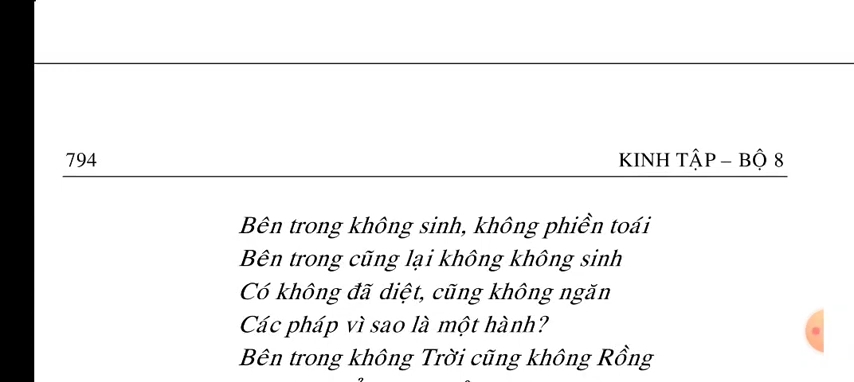 794
KINH TẬP – BỘ 8
Bên trong không sinh, không phiền toái
Bên trong cũng lại không không sinh
Có không đã diệt, cũng không ngăn
Các pháp vì sao là một hành?
Bên trong không Trời cũng không Rồng